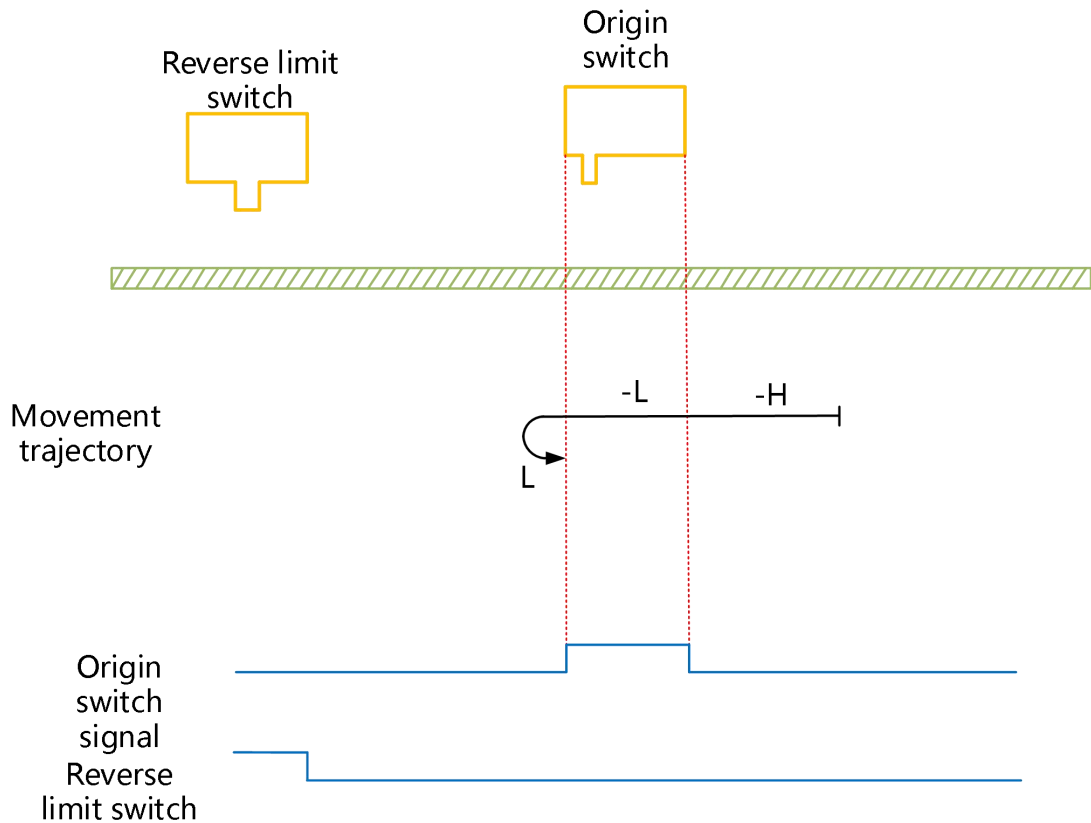 Origin
switch
Reverse limit
switch
-L
-H
Movement
trajectory
L
Origin
switch
signal
Reverse
limit switch